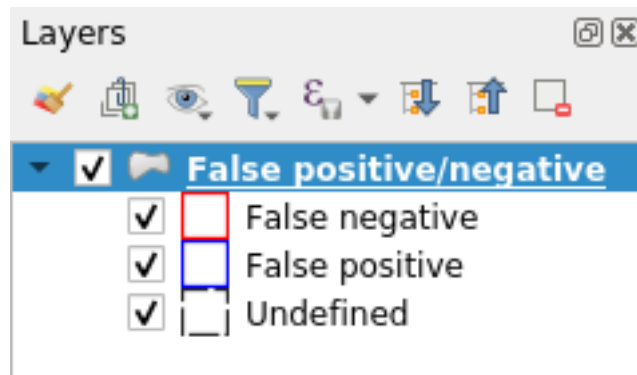 Layers
False positive/negative
False negative
False positive
Undefined